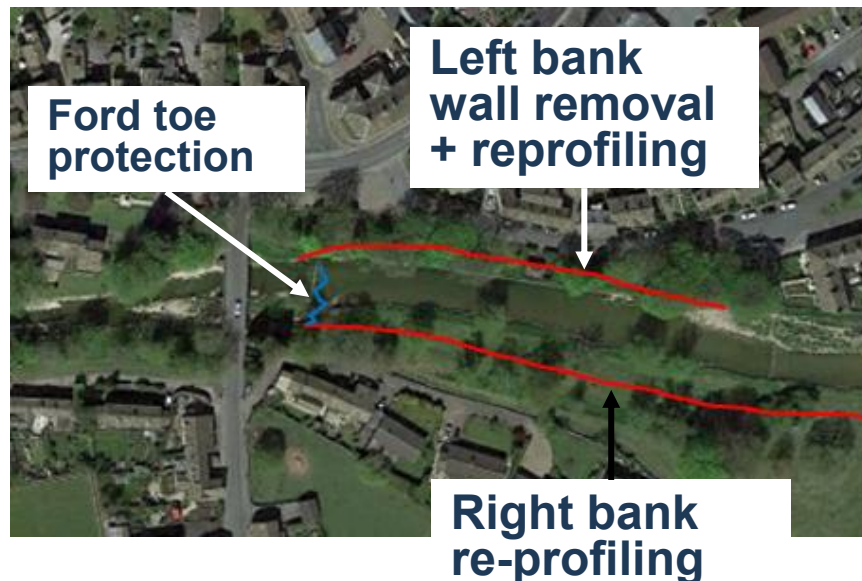 Left bank
wall removal
+ reprofiling
Ford toe
protection
Right bank
re-profiling